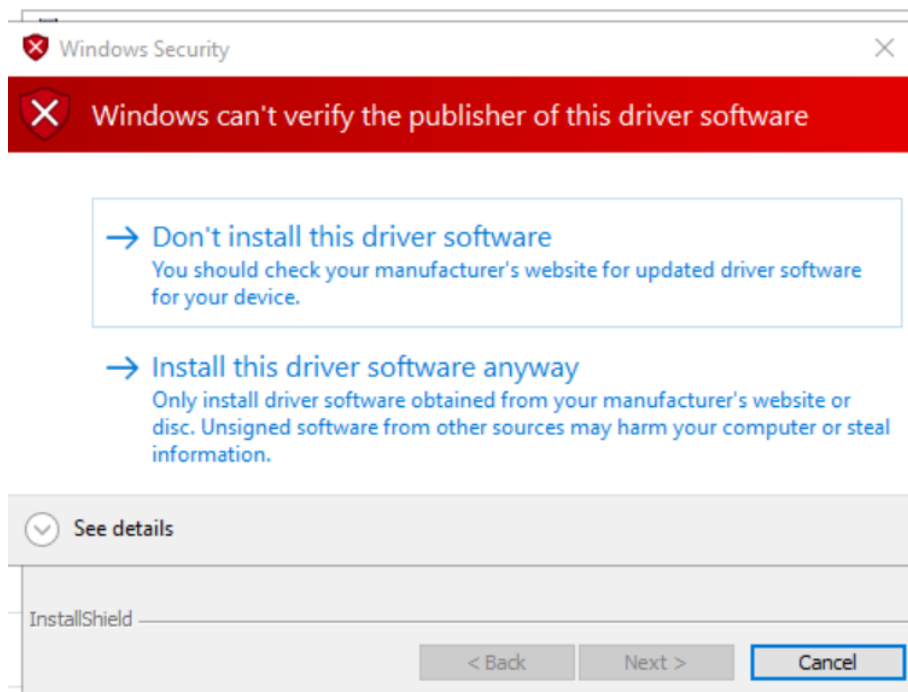 Windows Security
Windows can't verify the publisher of this driver software
Don't install this driver software
You should check your manufacturer's website for updated driver software
for your device.
Install this driver software anyway
Only install driver software obtained from your manufacturer's website or
disc. Unsigned software from other sources may harm your computer or steal
information.
See details
InstallShield
< Back Next > Cancel